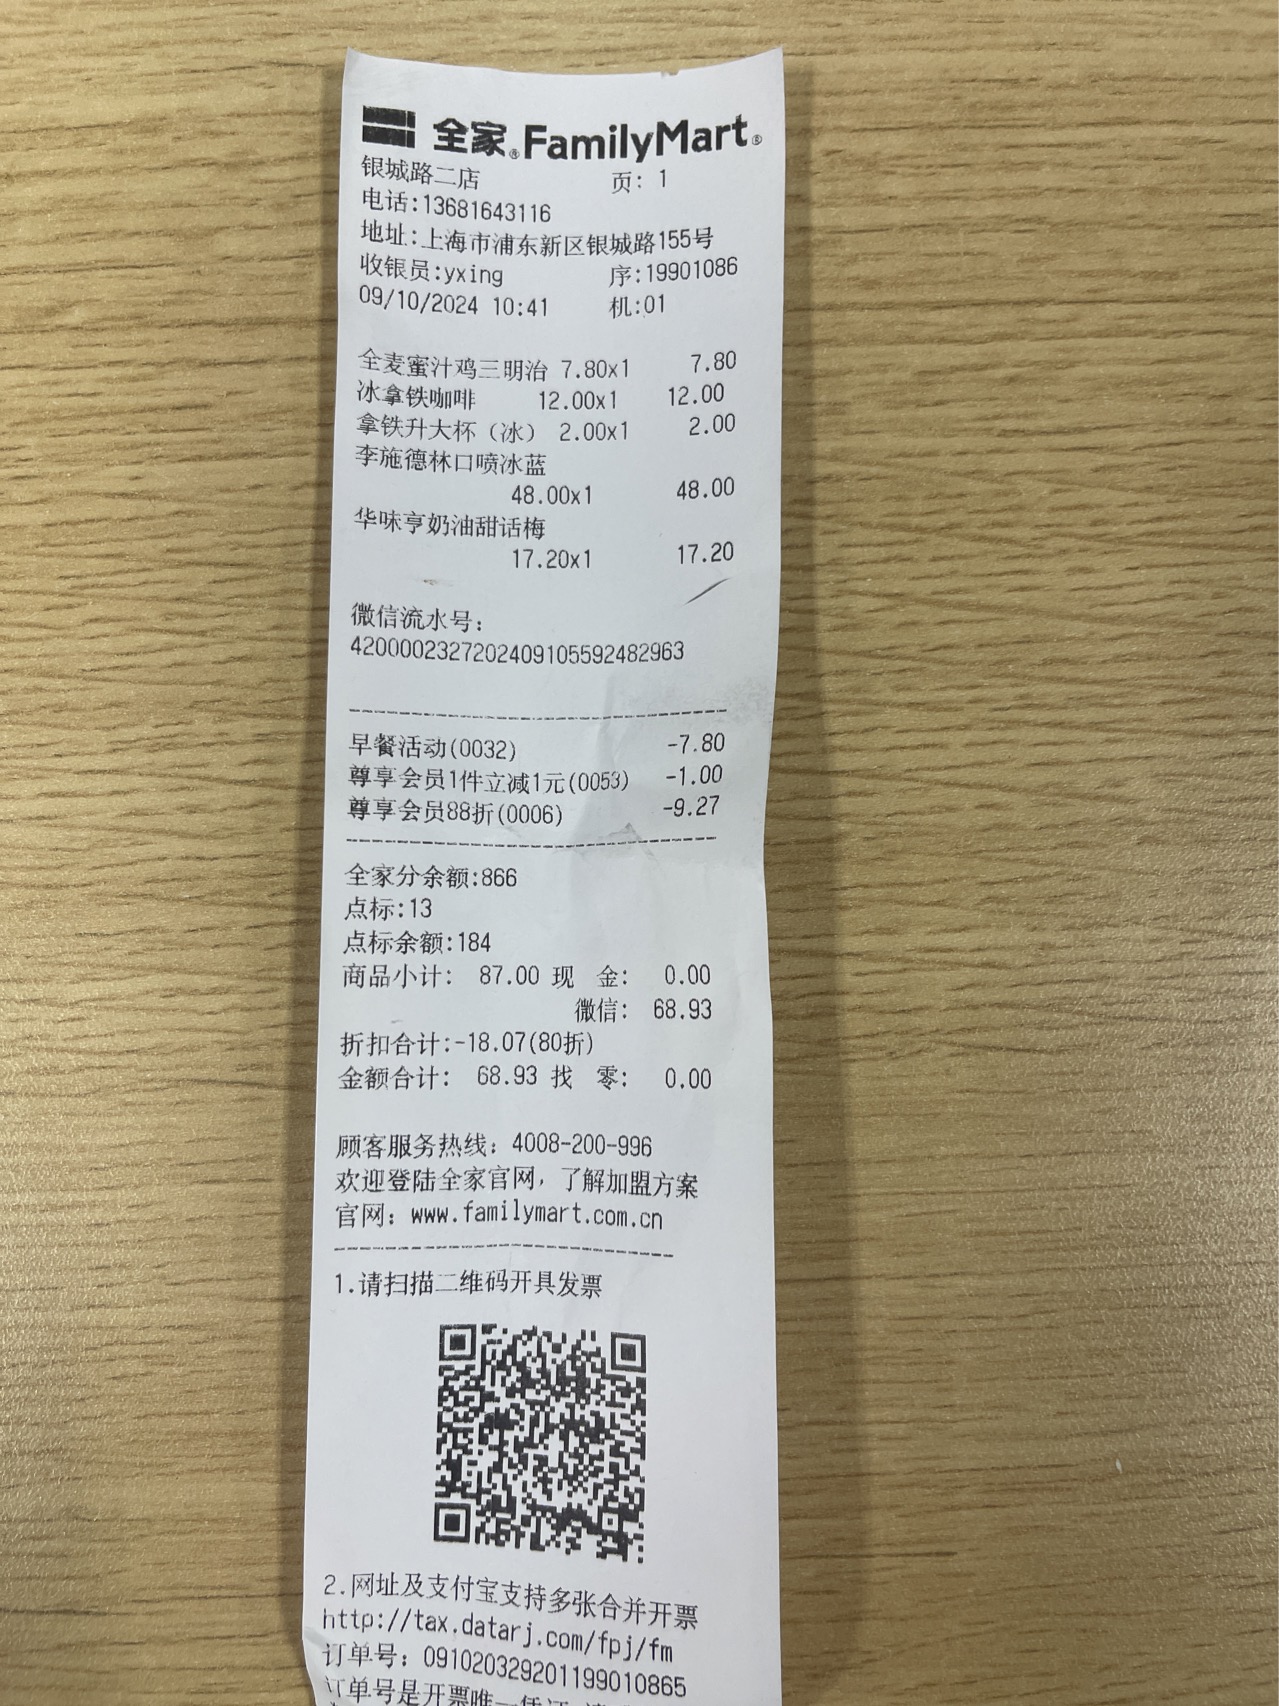 全家® FamilyMart®
银城路二店 页: 1
电话:13681643116
地址:上海市浦东新区银城路155号
收银员:yxing 序:19901086
09/10/2024 10:41 机:01
全麦蜜汁鸡三明治 7.80x1 7.80
冰拿铁咖啡 12.00x1 12.00
拿铁升大杯（冰） 2.00x1 2.00
李施德林口喷冰蓝
48.00x1 48.00
华味亨奶油甜话梅
17.20x1 17.20
微信流水号:
4200002327202409105592482963
早餐活动(0032) -7.80
尊享会员1件立减1元(0053) -1.00
尊享会员88折(0006) -9.27
全家分余额:866
点标:13
点标余额:184
商品小计: 87.00 现 金: 0.00
微信: 68.93
折扣合计:-18.07(80折)
金额合计: 68.93 找 零: 0.00
顾客服务热线: 4008-200-996
欢迎登陆全家官网，了解加盟方案
官网: www.familymart.com.cn
1.请扫描二维码开具发票
2.网址及支付宝支持多张合并开票
http://tax.datarj.com/fpj/fm
订单号: 091020329201199010865
订单号是开票唯一凭证